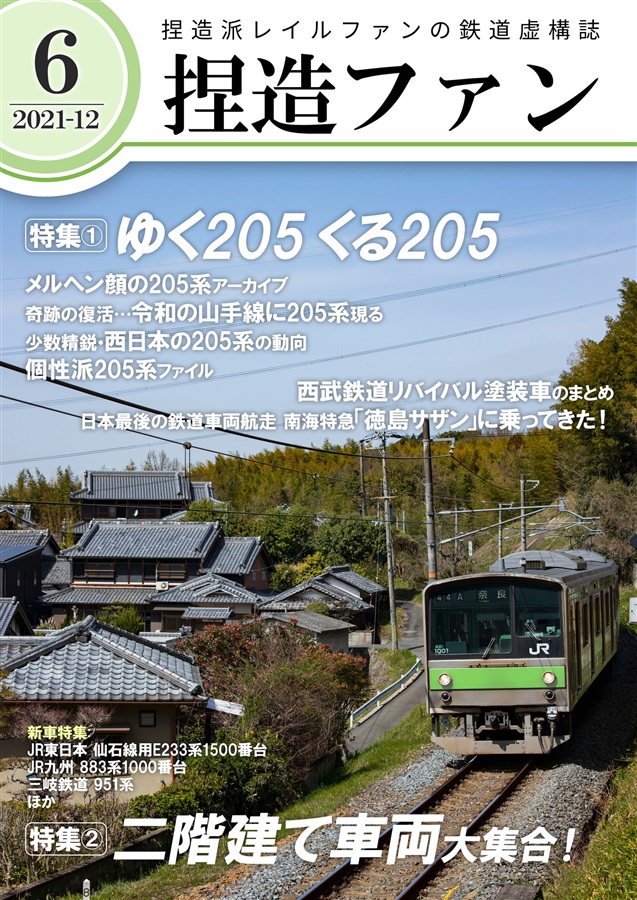 捏造派レイルファンの鉄道虚構誌
6
2021-12
捏造ファン
特集① ゆく205 くる205
メルヘン顔の205系アーカイブ
奇跡の復活…令和の山手線に205系現る
少数精鋭・西日本の205系の動向
個性派205系ファイル
西武鉄道リバイバル塗装車のまとめ
日本最後の鉄道車両航走 南海特急「徳島サザン」に乗ってきた!
44A 奈良
1001
JR
新車特集
JR東日本 仙石線用E233系1500番台
JR九州 883系1000番台
三岐鉄道 951系
ほか
特集② 二階建て車両大集合!
8